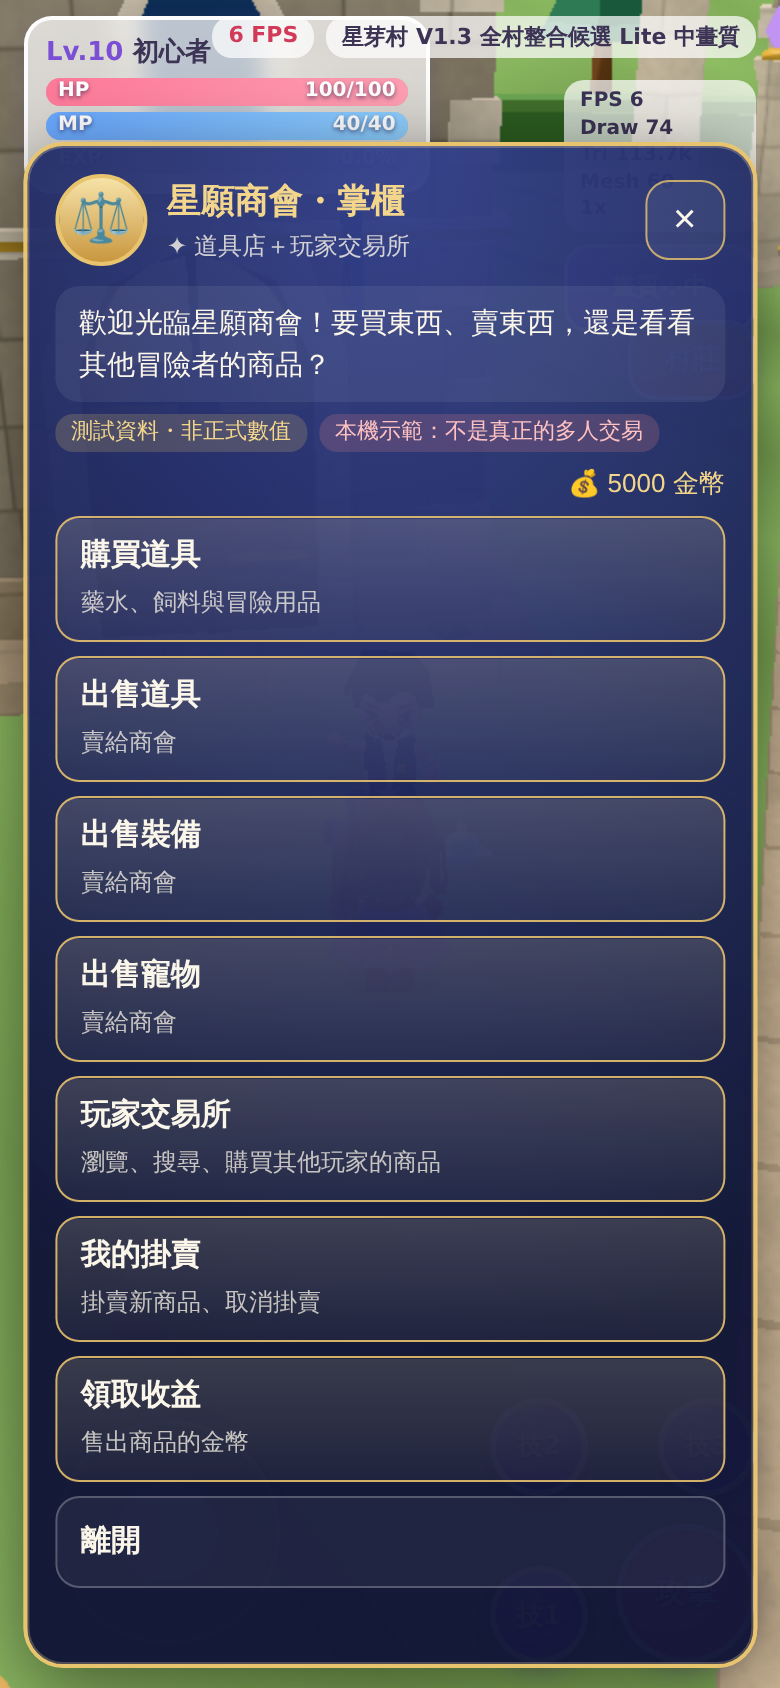 Lv.10 初心者
6 FPS
星芽村 V1.3 全村整合候選 Lite 中畫質
HP 100/100
MP 40/40
FPS 6
Draw 74
Tri 113.7k
1x
星願商會・掌櫃
✦ 道具店＋玩家交易所
×
歡迎光臨星願商會！要買東西、賣東西，還是看看
其他冒險者的商品？
測試資料・非正式數值
本機示範：不是真正的多人交易
5000 金幣
購買道具
藥水、飼料與冒險用品
出售道具
賣給商會
出售裝備
賣給商會
出售寵物
賣給商會
玩家交易所
瀏覽、搜尋、購買其他玩家的商品
我的掛賣
掛賣新商品、取消掛賣
領取收益
售出商品的金幣
離開